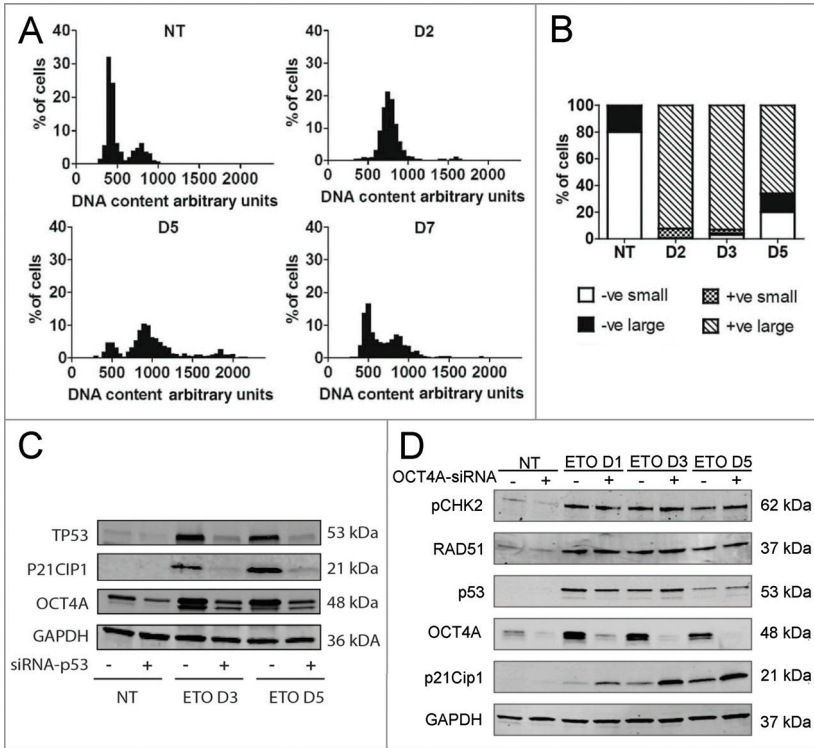 A
NT
D2
% of cells
40
30
20
10
0
0 500 1000 1500 2000
DNA content arbitrary units
% of cells
40
30
20
10
0
0 500 1000 1500 2000
DNA content arbitrary units
D5
D7
% of cells
40
20
0
0 500 1000 1500 2000
DNA content arbitrary units
% of cells
40
30
20
10
0
0 500 1000 1500 2000
DNA content arbitrary units
B
% of cells
100
80
60
40
20
0
NT D2 D3 D5
-ve small +ve small
-ve large +ve large
C
TP53 53 kDa
P21CIP1 21 kDa
OCT4A 48 kDa
GAPDH 36 kDA
siRNA-p53 - + - + - +
NT ETO D3 ETO D5
D
NT ETO D1 ETO D3 ETO D5
OCT4A-siRNA - + - + - + - +
pCHK2 62 kDa
RAD51 37 kDa
p53 53 kDa
OCT4A 48 kDa
p21Cip1 21 kDa
GAPDH 37 kDa